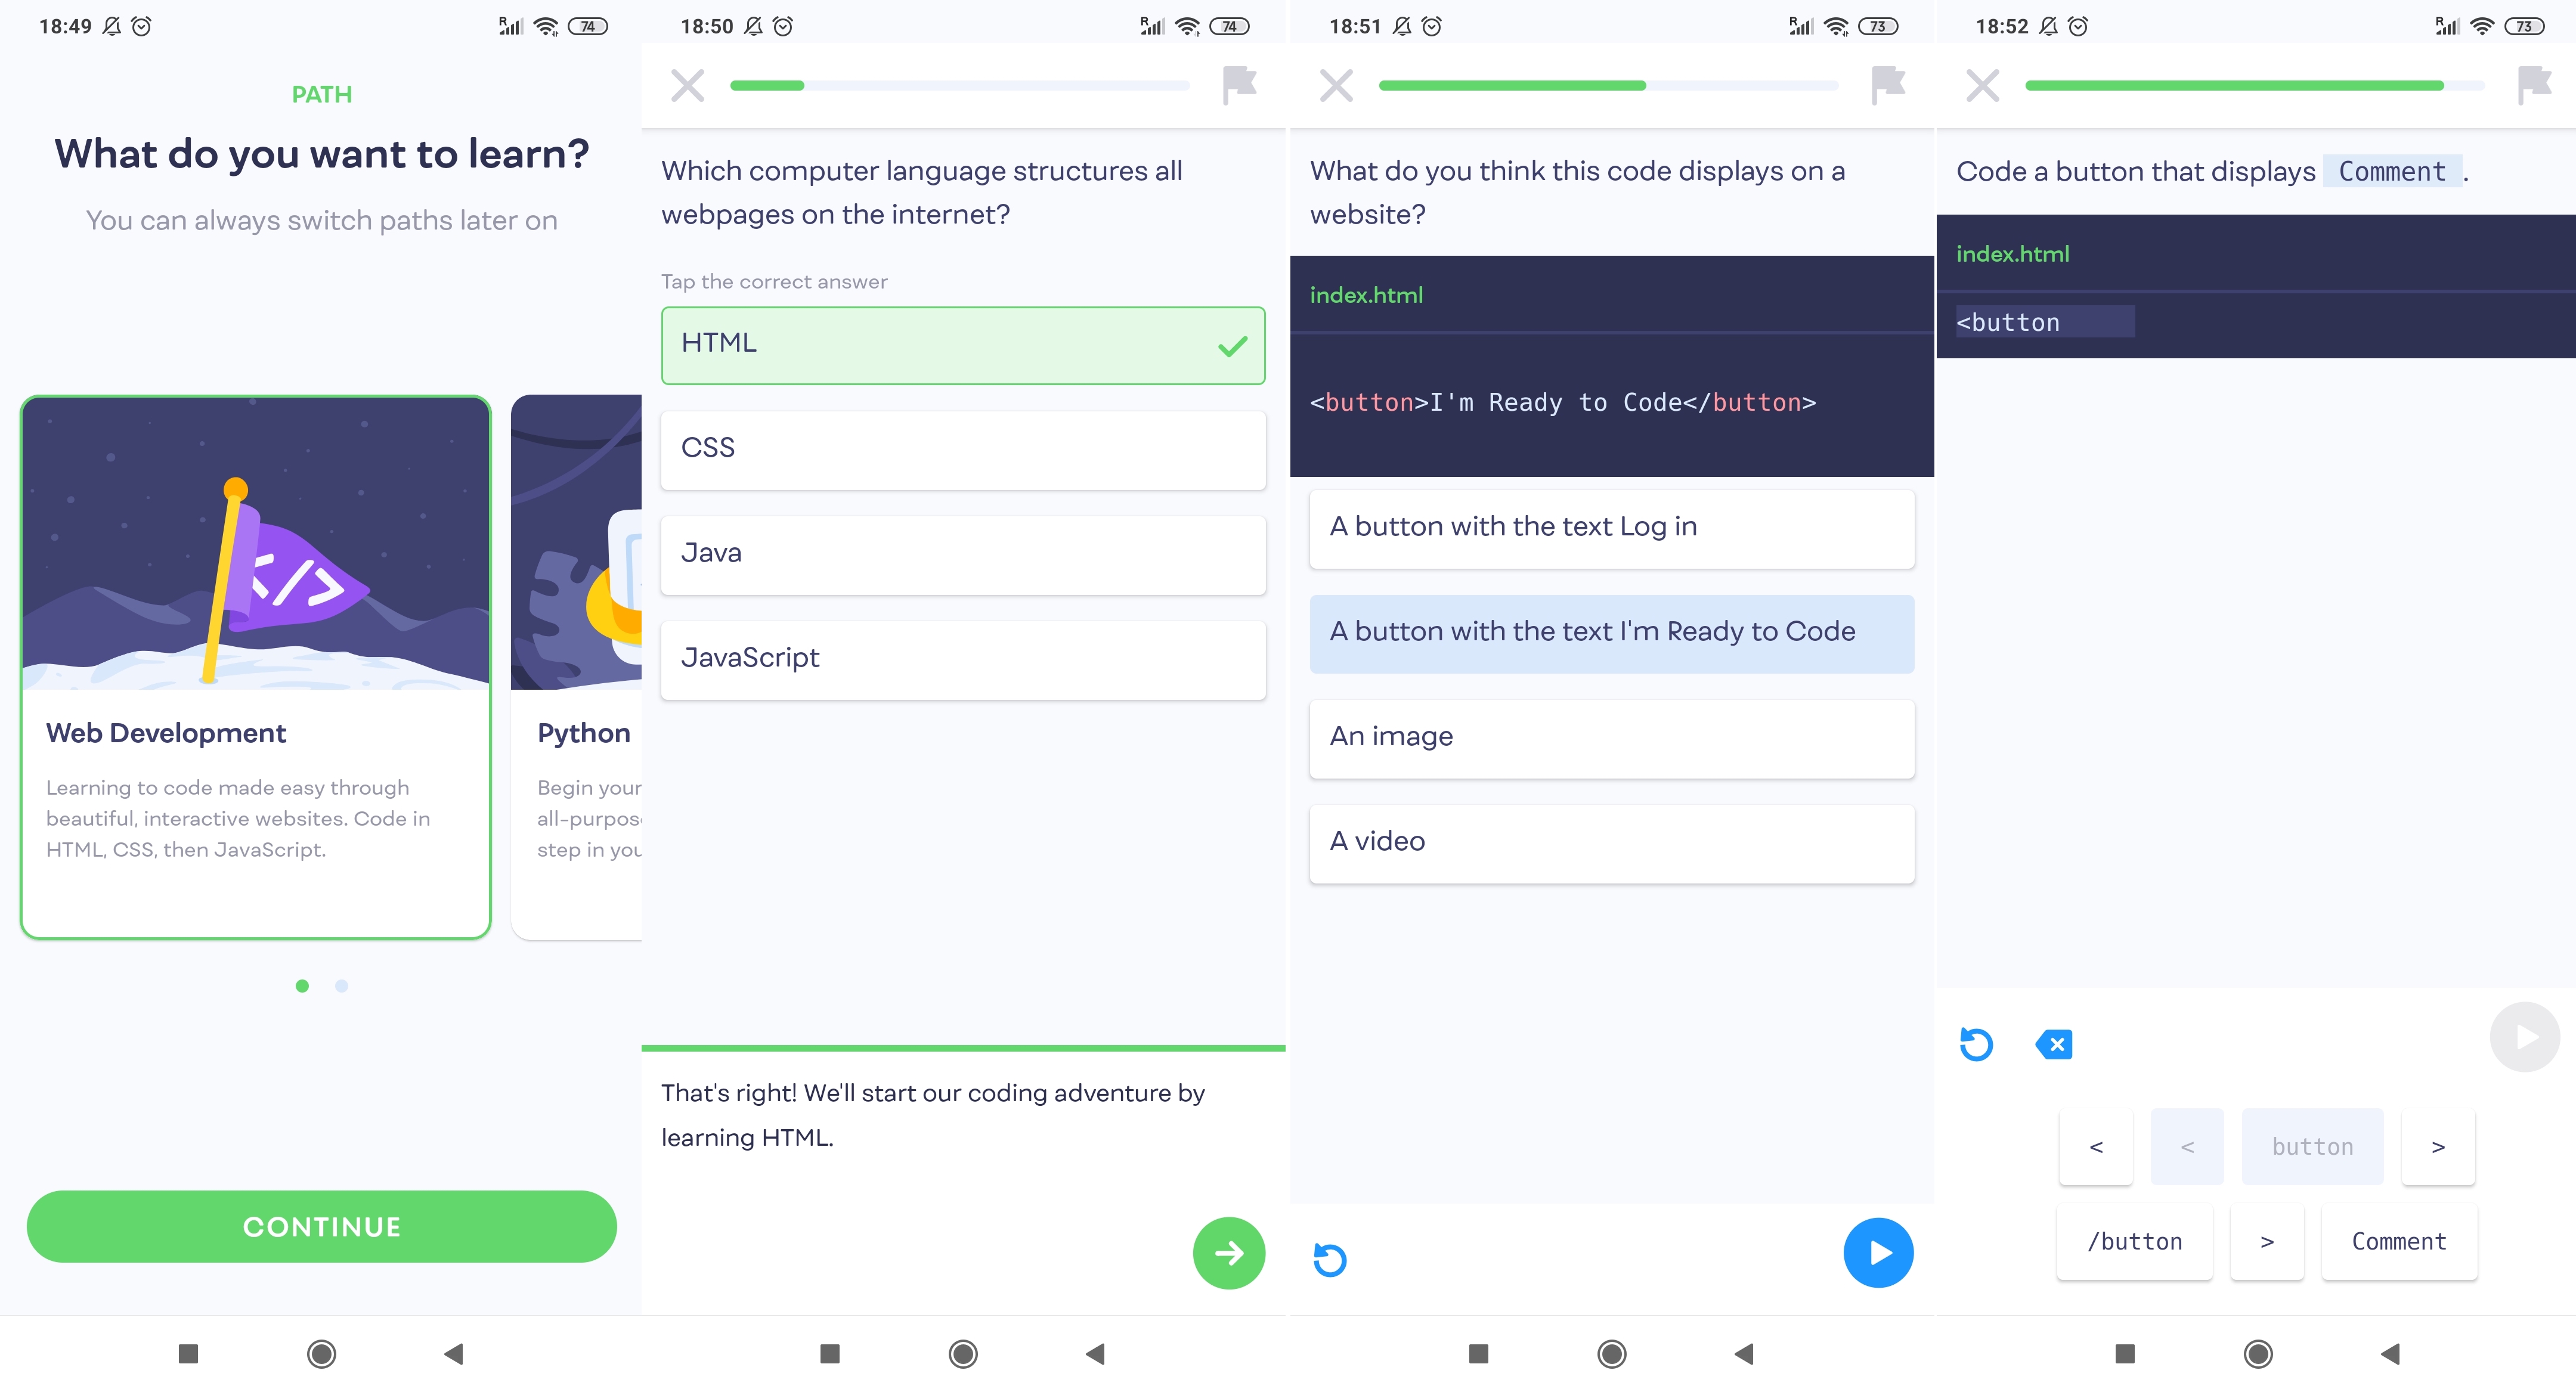 18:49
74
PATH
What do you want to learn?
You can always switch paths later on
</>
Web Development
Learning to code made easy through
beautiful, interactive websites. Code in
HTML, CSS, then JavaScript.
Python
Begin your
all-purpos
step in you
CONTINUE
18:50
R
74
Which computer language structures all
webpages on the internet?
Tap the correct answer
HTML
CSS
Java
JavaScript
That's right! We'll start our coding adventure by
learning HTML.
18:51
R
73
What do you think this code displays on a
website?
index.html
<button>I'm Ready to Code</button>
A button with the text Log in
A button with the text I'm Ready to Code
An image
A video
18:52
R
73
Code a button that displays Comment .
index.html
<button
< < button >
/button > Comment